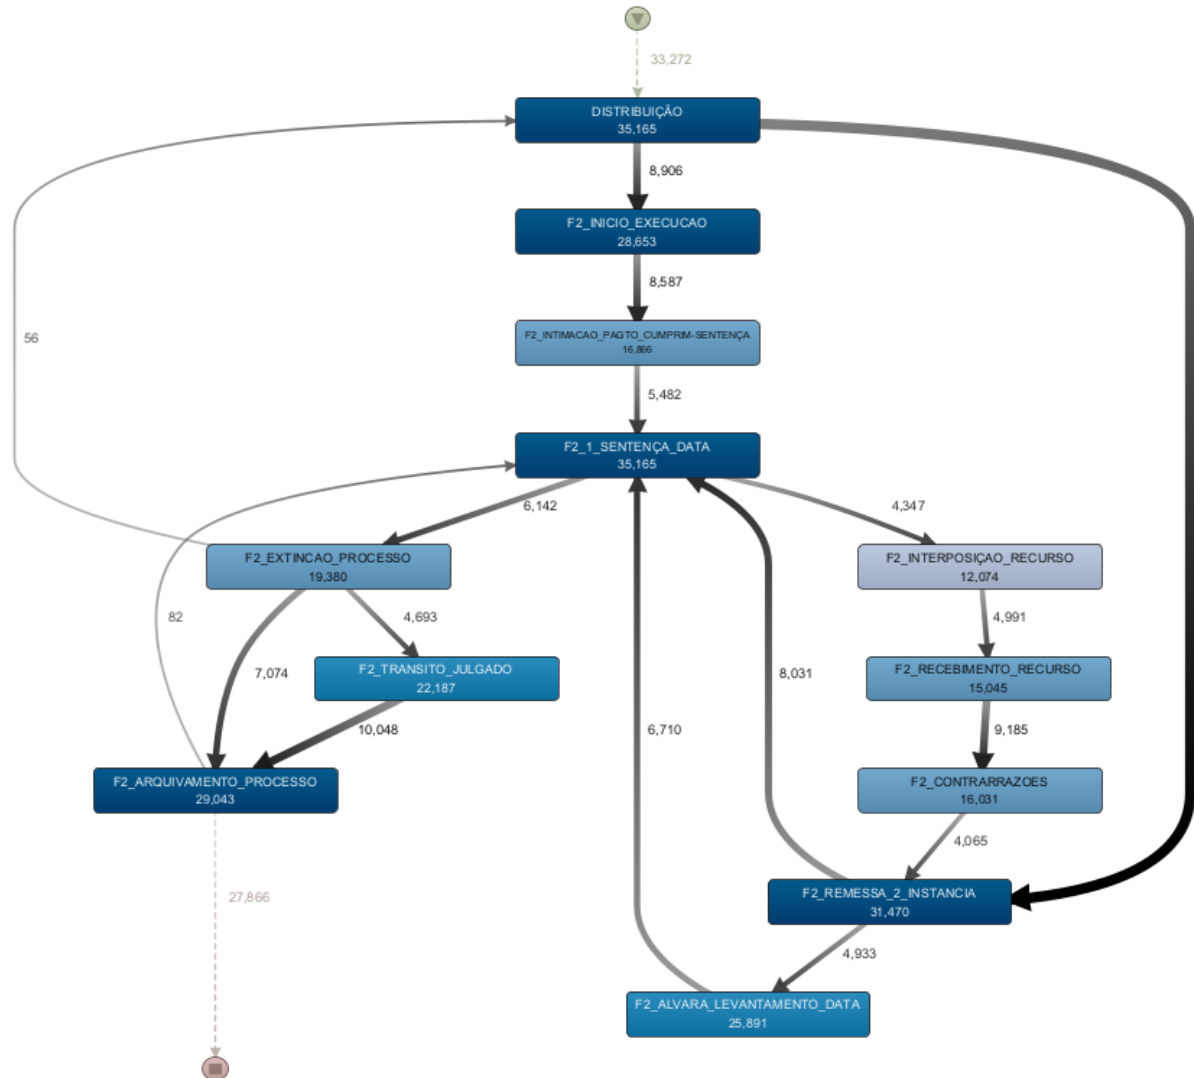 33,272
DISTRIBUIÇÃO
35,165
8,906
F2_INICIO_EXECUCAO
28,653
8,587
56
F2_INTIMACAO_PAGTO_CUMPRIM-SENTENÇA
16,866
5,482
F2_1_SENTENÇA_DATA
35,165
6,142
4,347
F2_EXTINCAO_PROCESSO
19,380
F2_INTERPOSIÇAO_RECURSO
12,074
82
4,693
4,991
7,074
F2_TRANSITO_JULGADO
22,187
8,031
F2_RECEBIMENTO_RECURSO
15,045
10,048
6,710
9,185
F2_ARQUIVAMENTO_PROCESSO
29,043
F2_CONTRARRAZOES
16,031
4,065
27,866
F2_REMESSA_2_INSTANCIA
31,470
4,933
F2_ALVARA_LEVANTAMENTO_DATA
25,891